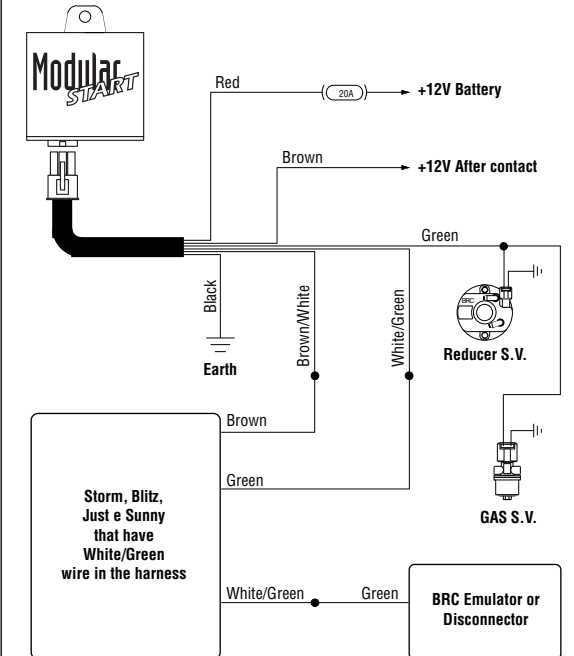 Modular
START
Red
20A
+12V Battery
Brown
+12V After contact
Green
Black
Brown/White
White/Green
BRC
Reducer S.V.
Earth
Brown
Green
GAS S.V.
Storm, Blitz,
Just e Sunny
that have
White/Green
wire in the harness
White/Green
Green
BRC Emulator or
Disconnector